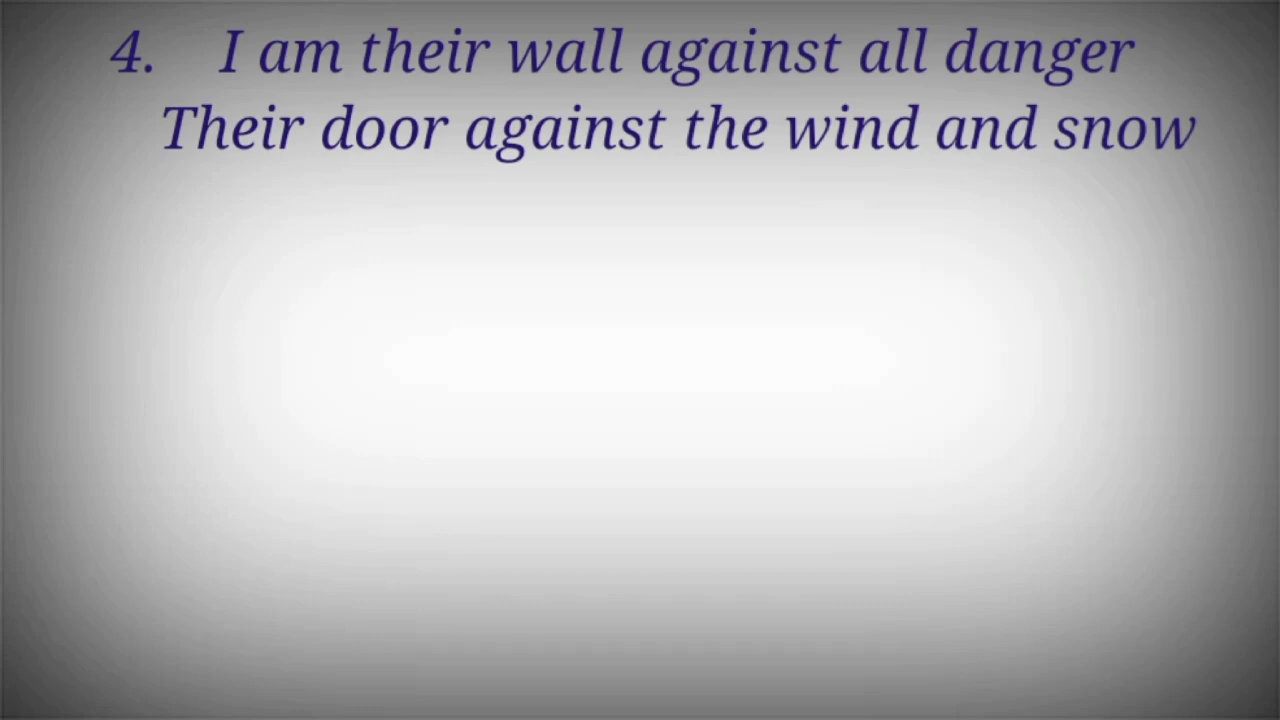 4. I am their wall against all danger
Their door against the wind and snow